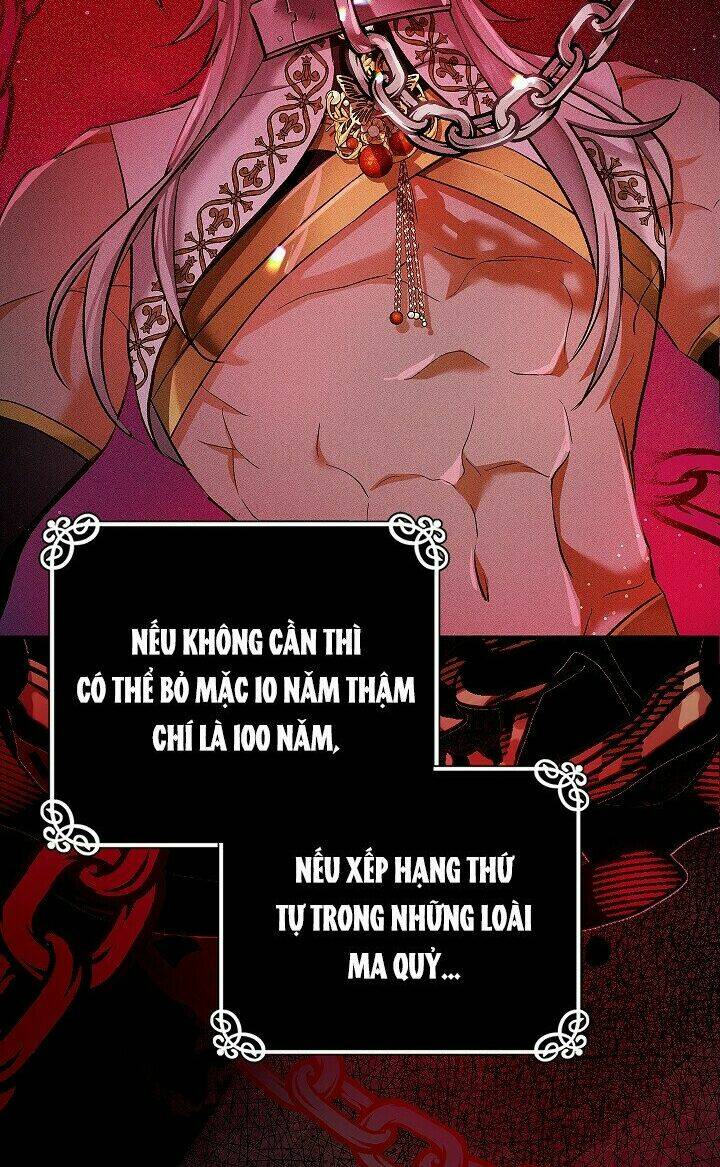 NẾU KHÔNG CẦN THÌ
CÓ THỂ BỎ MẶC 10 NĂM THẬM
CHÍ LÀ 100 NĂM,
NẾU XẾP HẠNG THỨ
TỰ TRONG NHỮNG LOÀI
MA QUỶ...